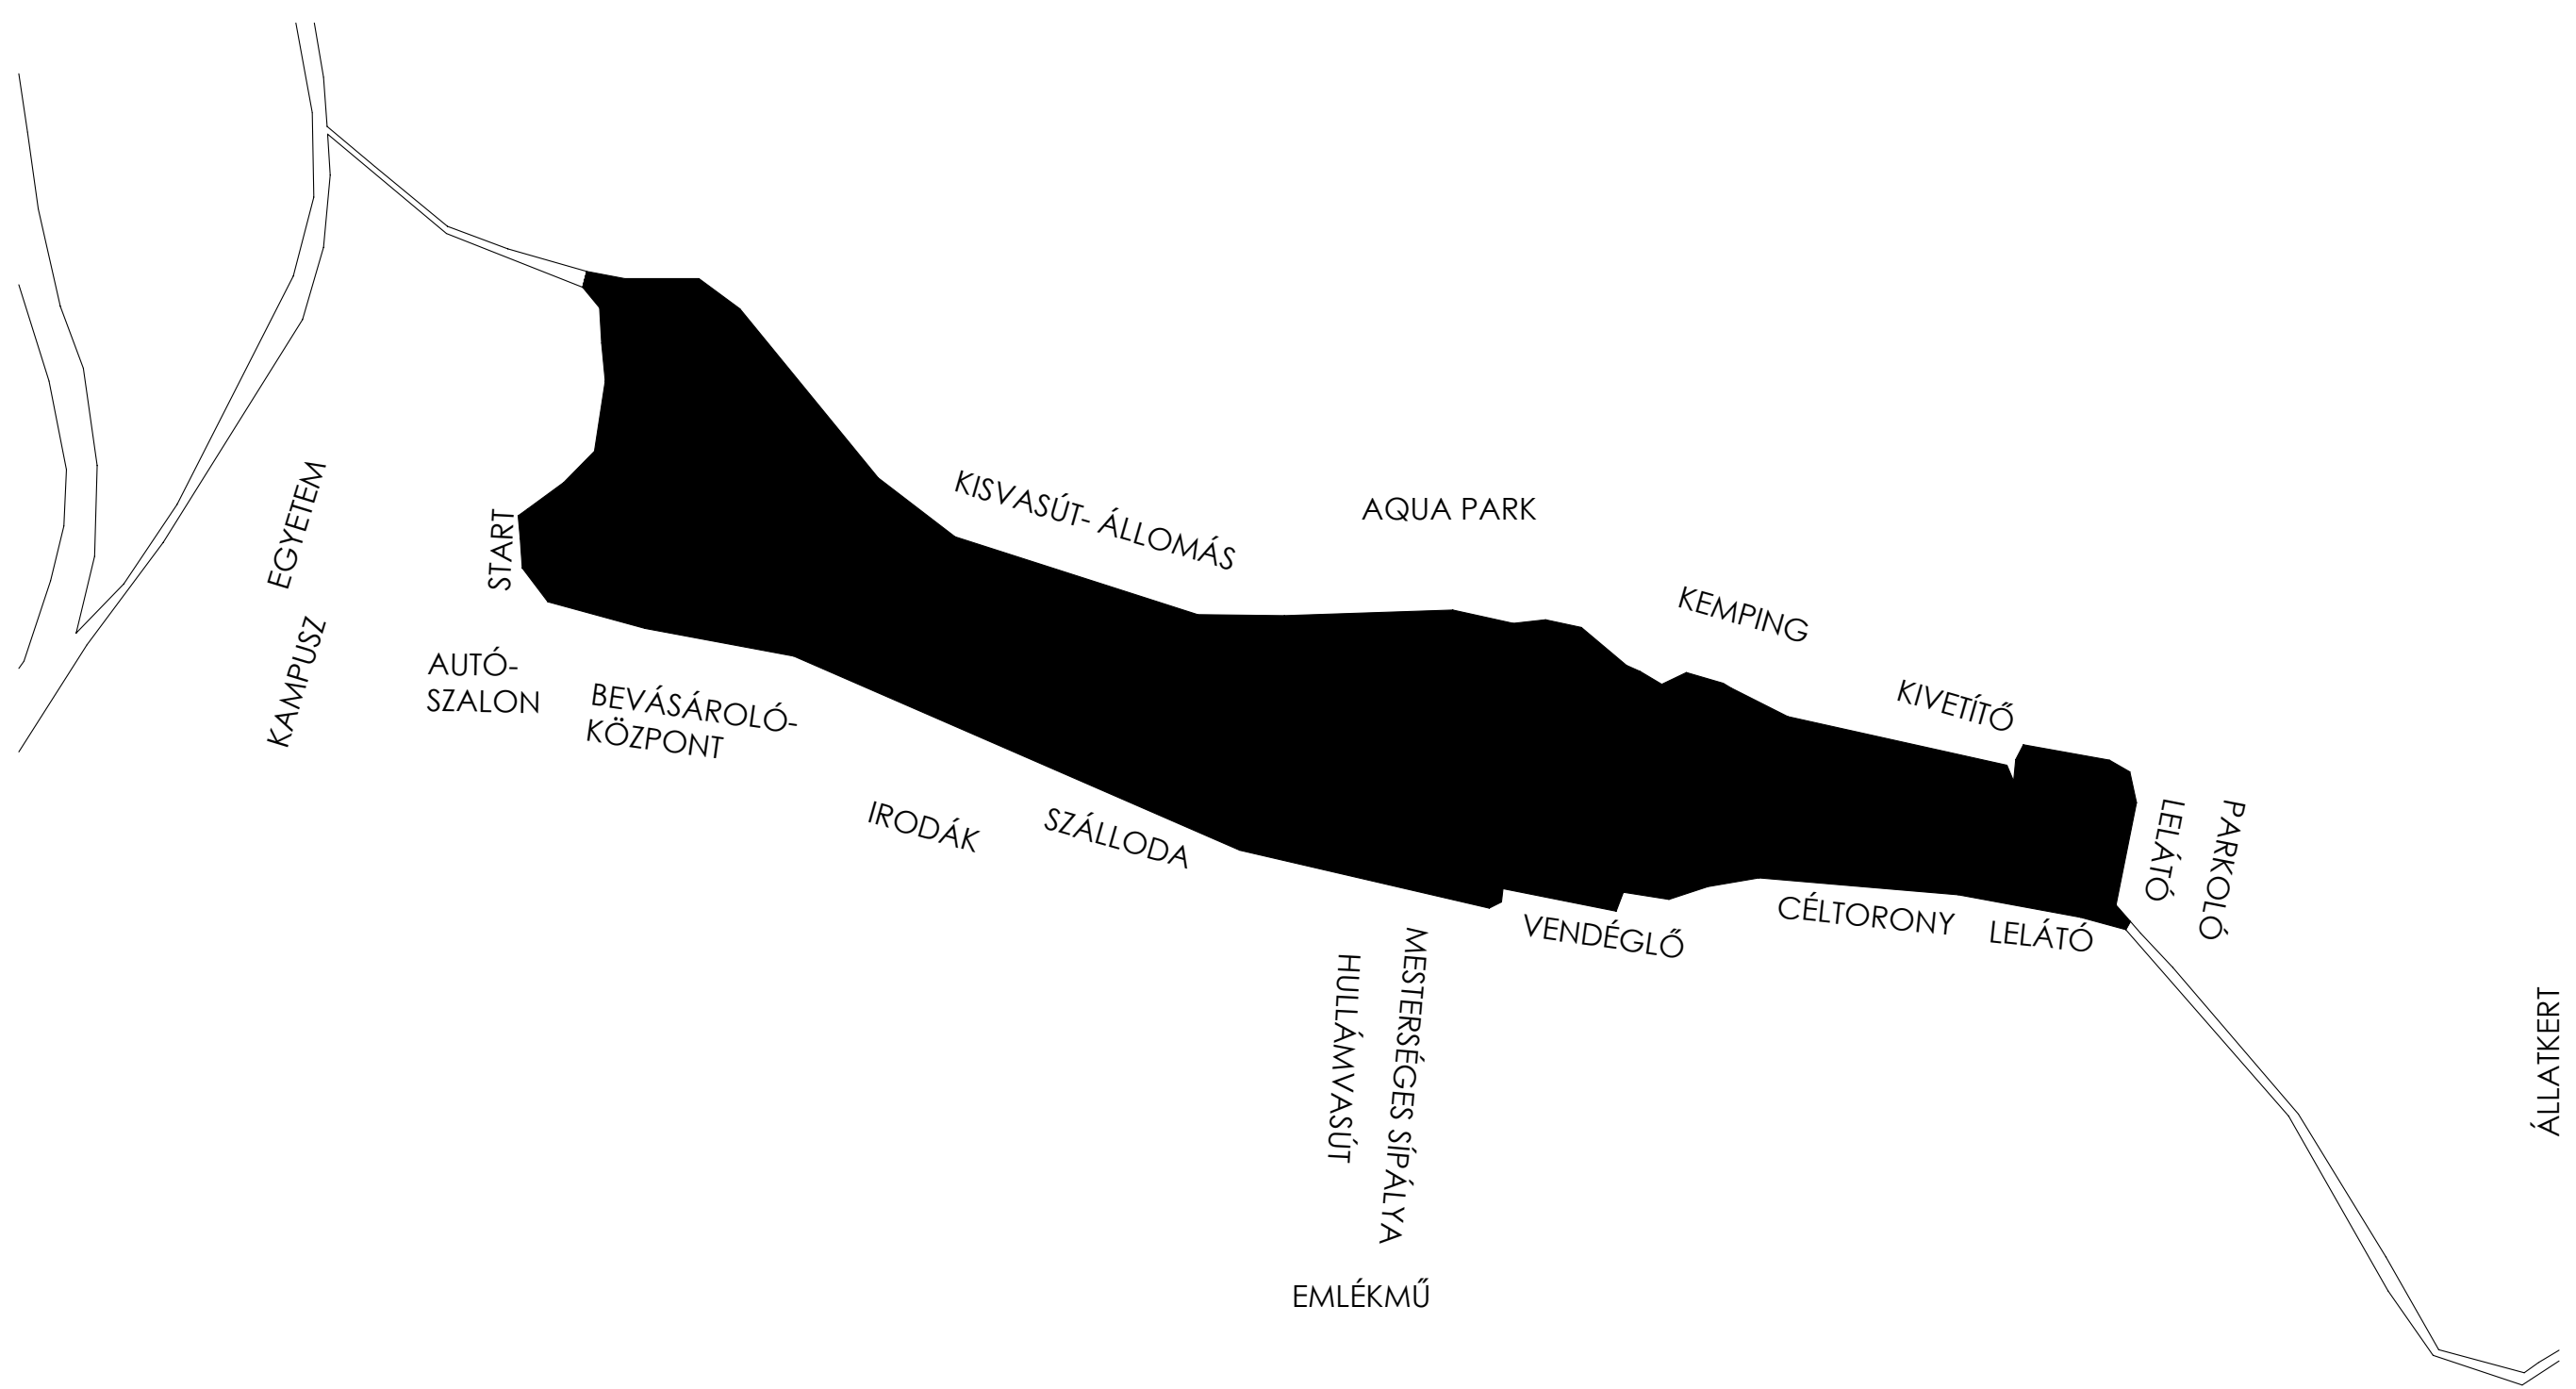 EGYETEM
KAMPUSZ
START
AUTÓ-
SZALON
BEVÁSÁROLÓ-
KÖZPONT
IRODÁK
SZÁLLODA
KISVASÚT- ÁLLOMÁS
AQUA PARK
KEMPING
KIVETÍTŐ
LELÁTÓ
PARKOLÓ
VENDÉGLŐ
CÉLTORONY
LELÁTÓ
HULLÁMVASÚT
MESTERSÉGES SÍPÁLYA
EMLÉKMŰ
ÁLLATKERT